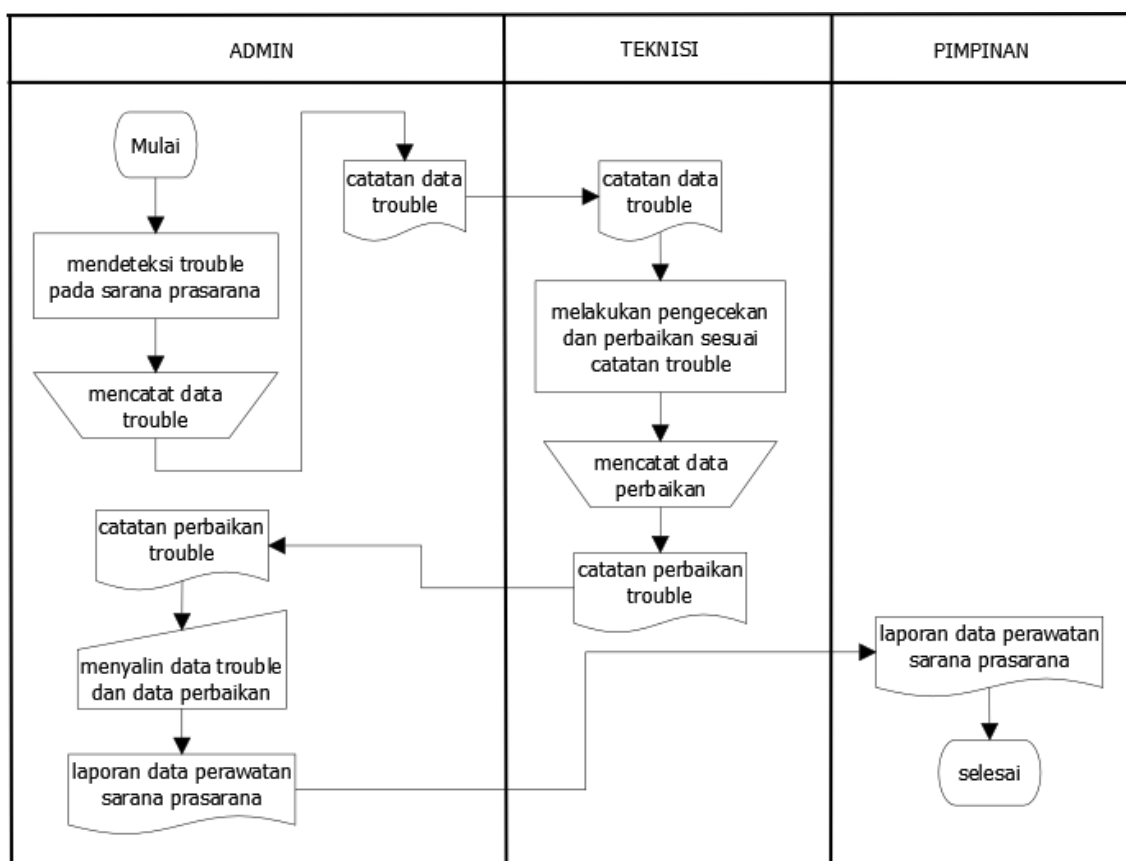 ADMIN
TEKNISI
PIMPINAN
Mulai
mendeteksi trouble
pada sarana prasarana
mencatat data
trouble
catatan data
trouble
catatan data
trouble
melakukan pengecekan
dan perbaikan sesuai
catatan trouble
mencatat data
perbaikan
catatan perbaikan
trouble
catatan perbaikan
trouble
menyalin data trouble
dan data perbaikan
laporan data perawatan
sarana prasarana
laporan data perawatan
sarana prasarana
selesai